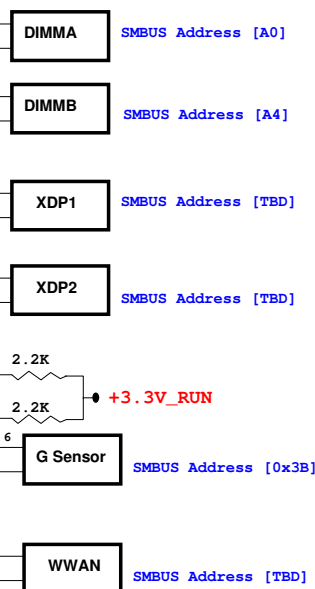 DIMMA SMBUS Address [A0]
DIMMB SMBUS Address [A4]
XDP1 SMBUS Address [TBD]
XDP2 SMBUS Address [TBD]
2.2K
+3.3V_RUN
2.2K
6
G Sensor SMBUS Address [0x3B]
WWAN SMBUS Address [TBD]